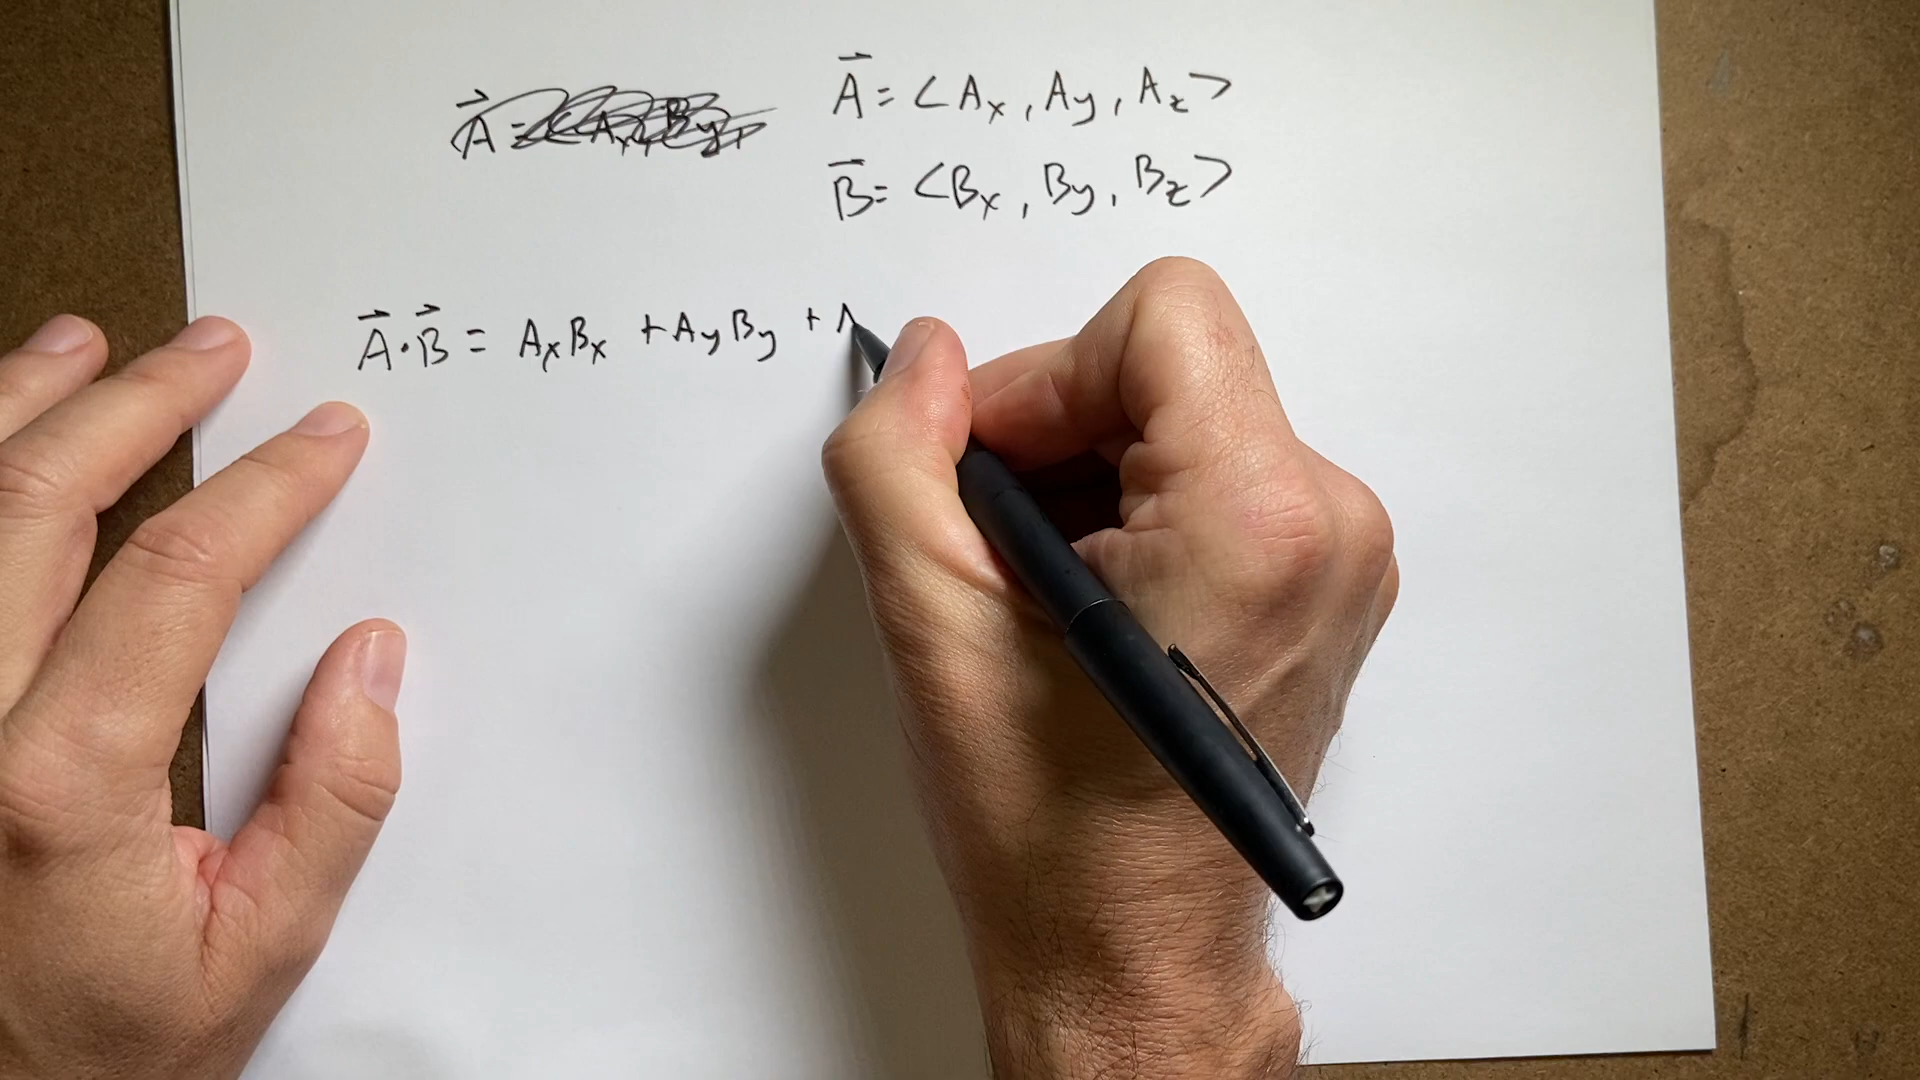 A⃗ = <Ax, Ay, Az>
B⃗ = <Bx, By, Bz>
A⃗ · B⃗ = AxBx + AyBy + A